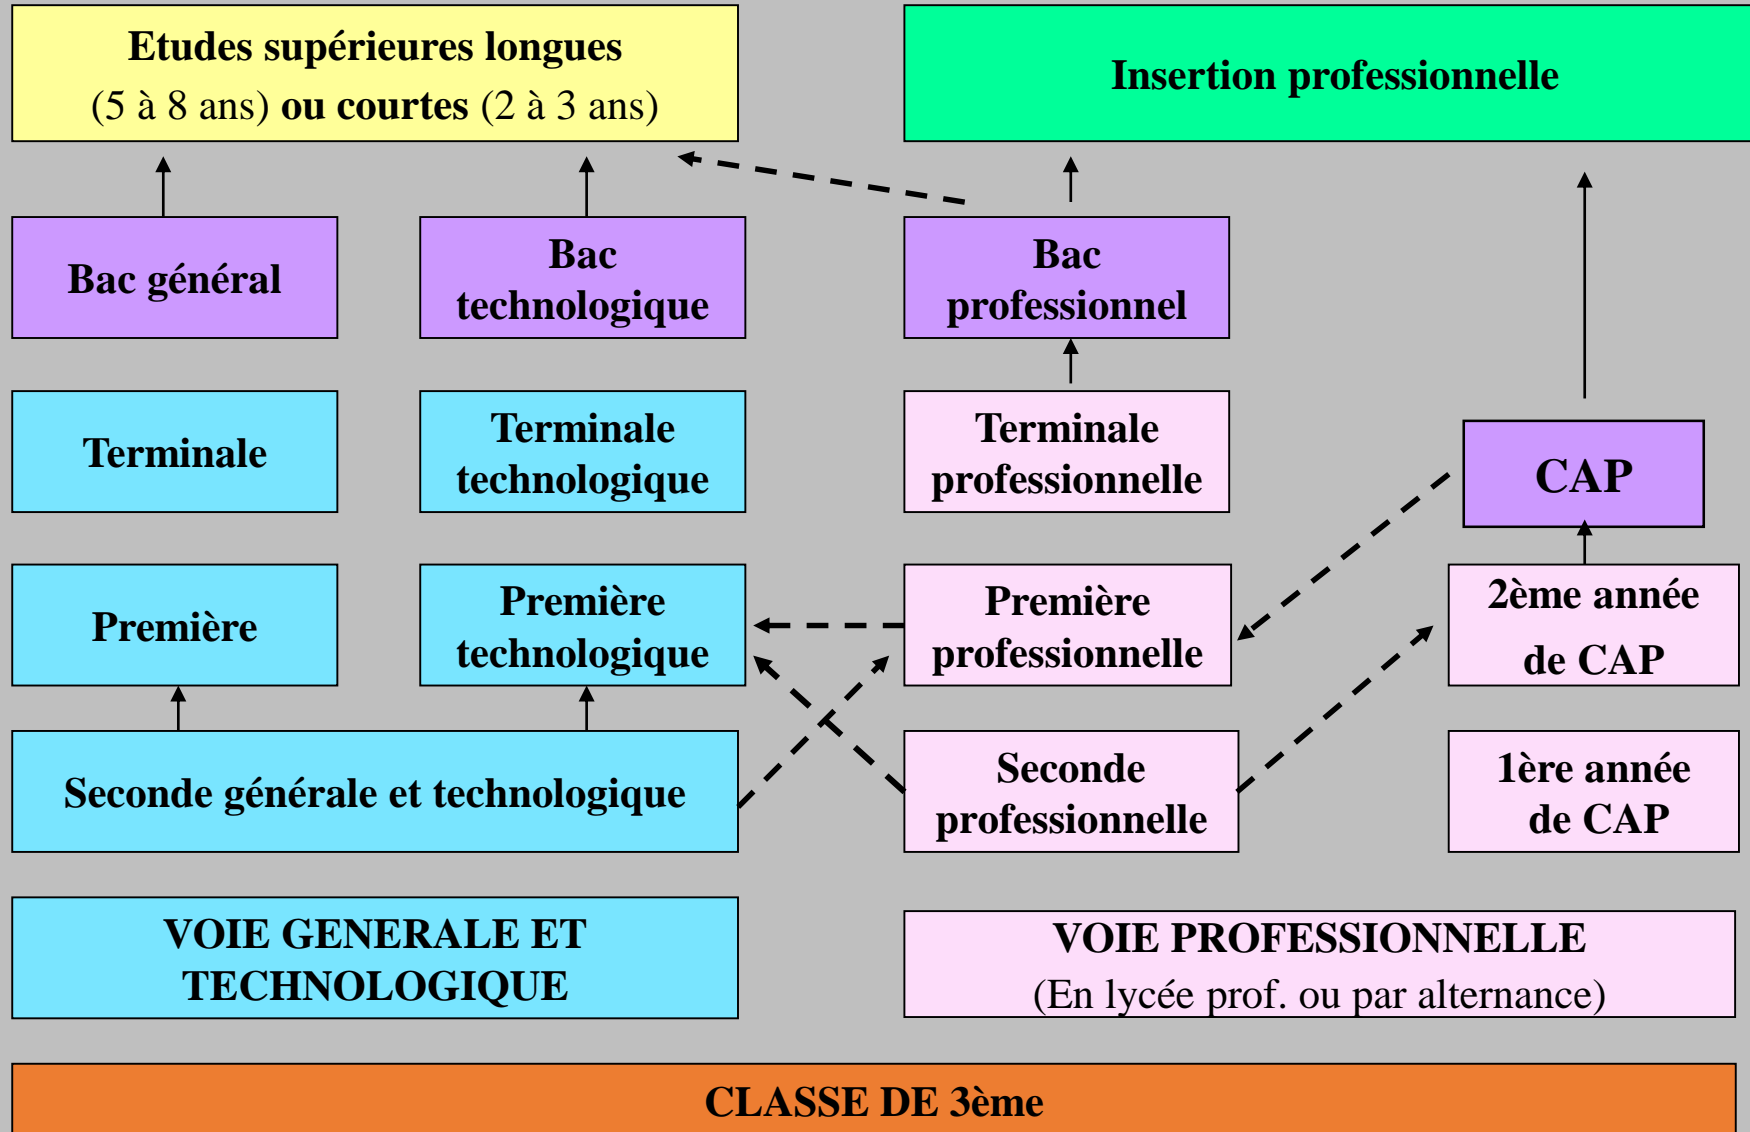 Etudes supérieures longues
(5 à 8 ans) ou courtes (2 à 3 ans)
Insertion professionnelle
Bac général
Bac
technologique
Bac
professionnel
Terminale
Terminale
technologique
Terminale
professionnelle
CAP
Première
Première
technologique
Première
professionnelle
2ème année
de CAP
Seconde générale et technologique
Seconde
professionnelle
1ère année
de CAP
VOIE GENERALE ET
TECHNOLOGIQUE
VOIE PROFESSIONNELLE
(En lycée prof. ou par alternance)
CLASSE DE 3ème